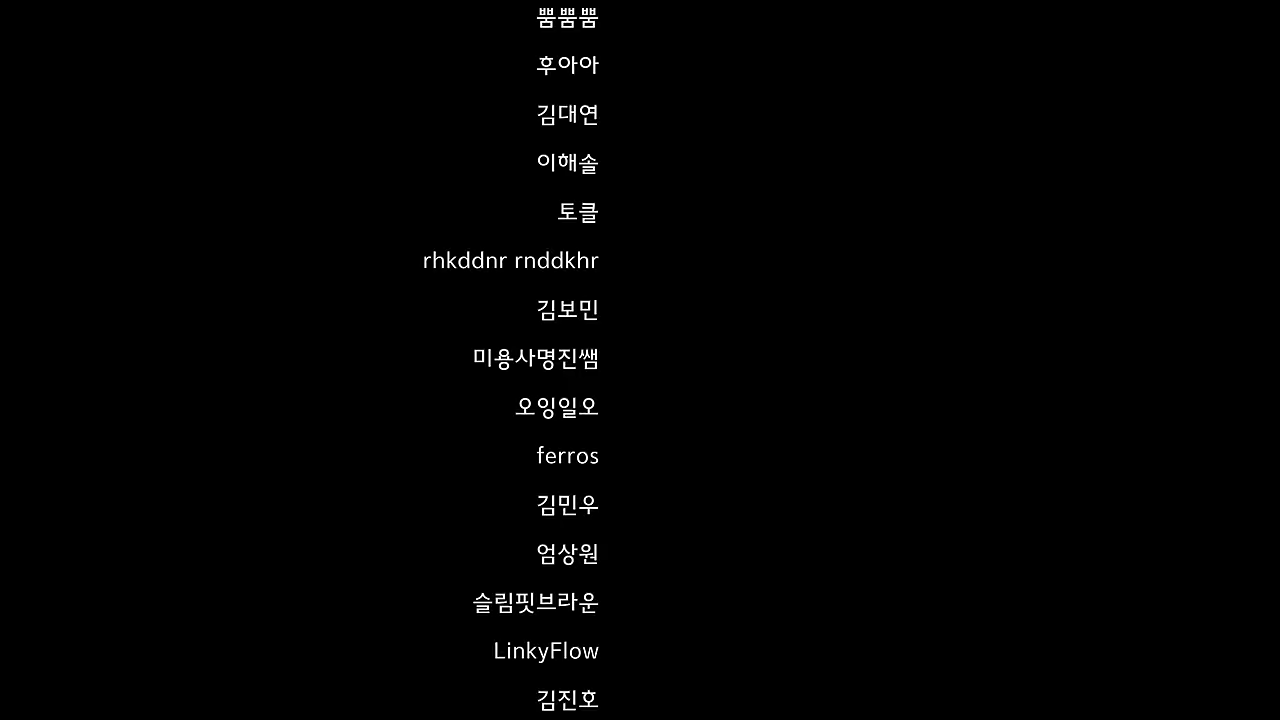 뿜뿜뿜
후아아
김대연
이해솔
토클
rhkddnr rnddkhr
김보민
미용사명진쌤
오잉일오
ferros
김민우
엄상원
슬림핏브라운
LinkyFlow
김진호